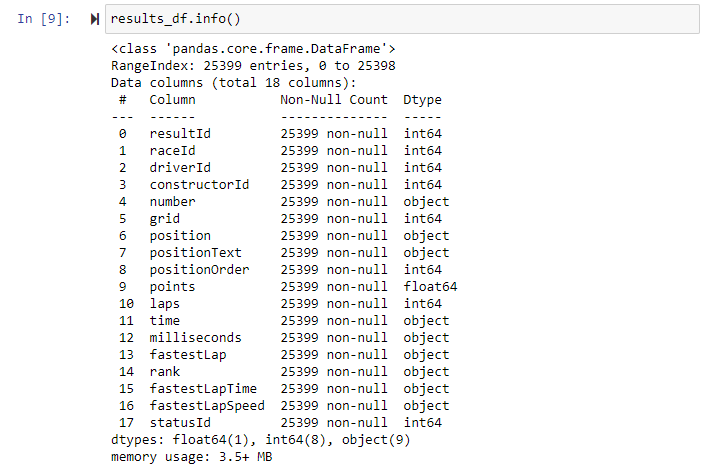 In [9]: results_df.info()
<class 'pandas.core.frame.DataFrame'>
RangeIndex: 25399 entries, 0 to 25398
Data columns (total 18 columns):
 #   Column           Non-Null Count  Dtype
---  ------           --------------  -----
 0   resultId         25399 non-null  int64
 1   raceId           25399 non-null  int64
 2   driverId         25399 non-null  int64
 3   constructorId    25399 non-null  int64
 4   number           25399 non-null  object
 5   grid             25399 non-null  int64
 6   position         25399 non-null  object
 7   positionText     25399 non-null  object
 8   positionOrder    25399 non-null  int64
 9   points           25399 non-null  float64
 10  laps             25399 non-null  int64
 11  time             25399 non-null  object
 12  milliseconds     25399 non-null  object
 13  fastestLap       25399 non-null  object
 14  rank             25399 non-null  object
 15  fastestLapTime   25399 non-null  object
 16  fastestLapSpeed  25399 non-null  object
 17  statusId         25399 non-null  int64
dtypes: float64(1), int64(8), object(9)
memory usage: 3.5+ MB